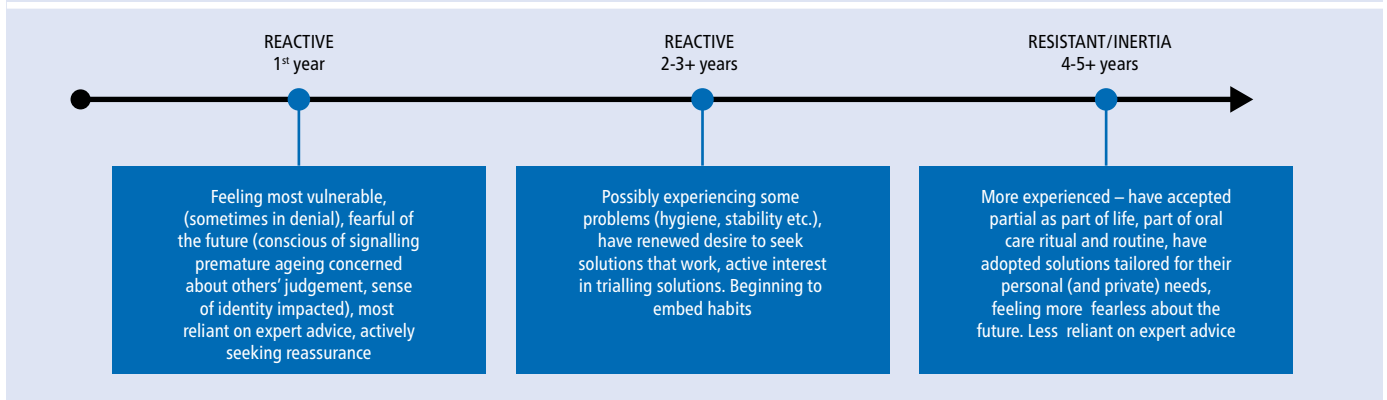 REACTIVE
1st year
REACTIVE
2-3+ years
RESISTANT/INERTIA
4-5+ years
Feeling most vulnerable,
(sometimes in denial), fearful of
the future (conscious of signalling
premature ageing concerned
about others' judgement, sense
of identity impacted), most
reliant on expert advice, actively
seeking reassurance
Possibly experiencing some
problems (hygiene, stability etc.),
have renewed desire to seek
solutions that work, active interest
in trialling solutions. Beginning to
embed habits
More experienced – have accepted
partial as part of life, part of oral
care ritual and routine, have
adopted solutions tailored for their
personal (and private) needs,
feeling more fearless about the
future. Less reliant on expert advice